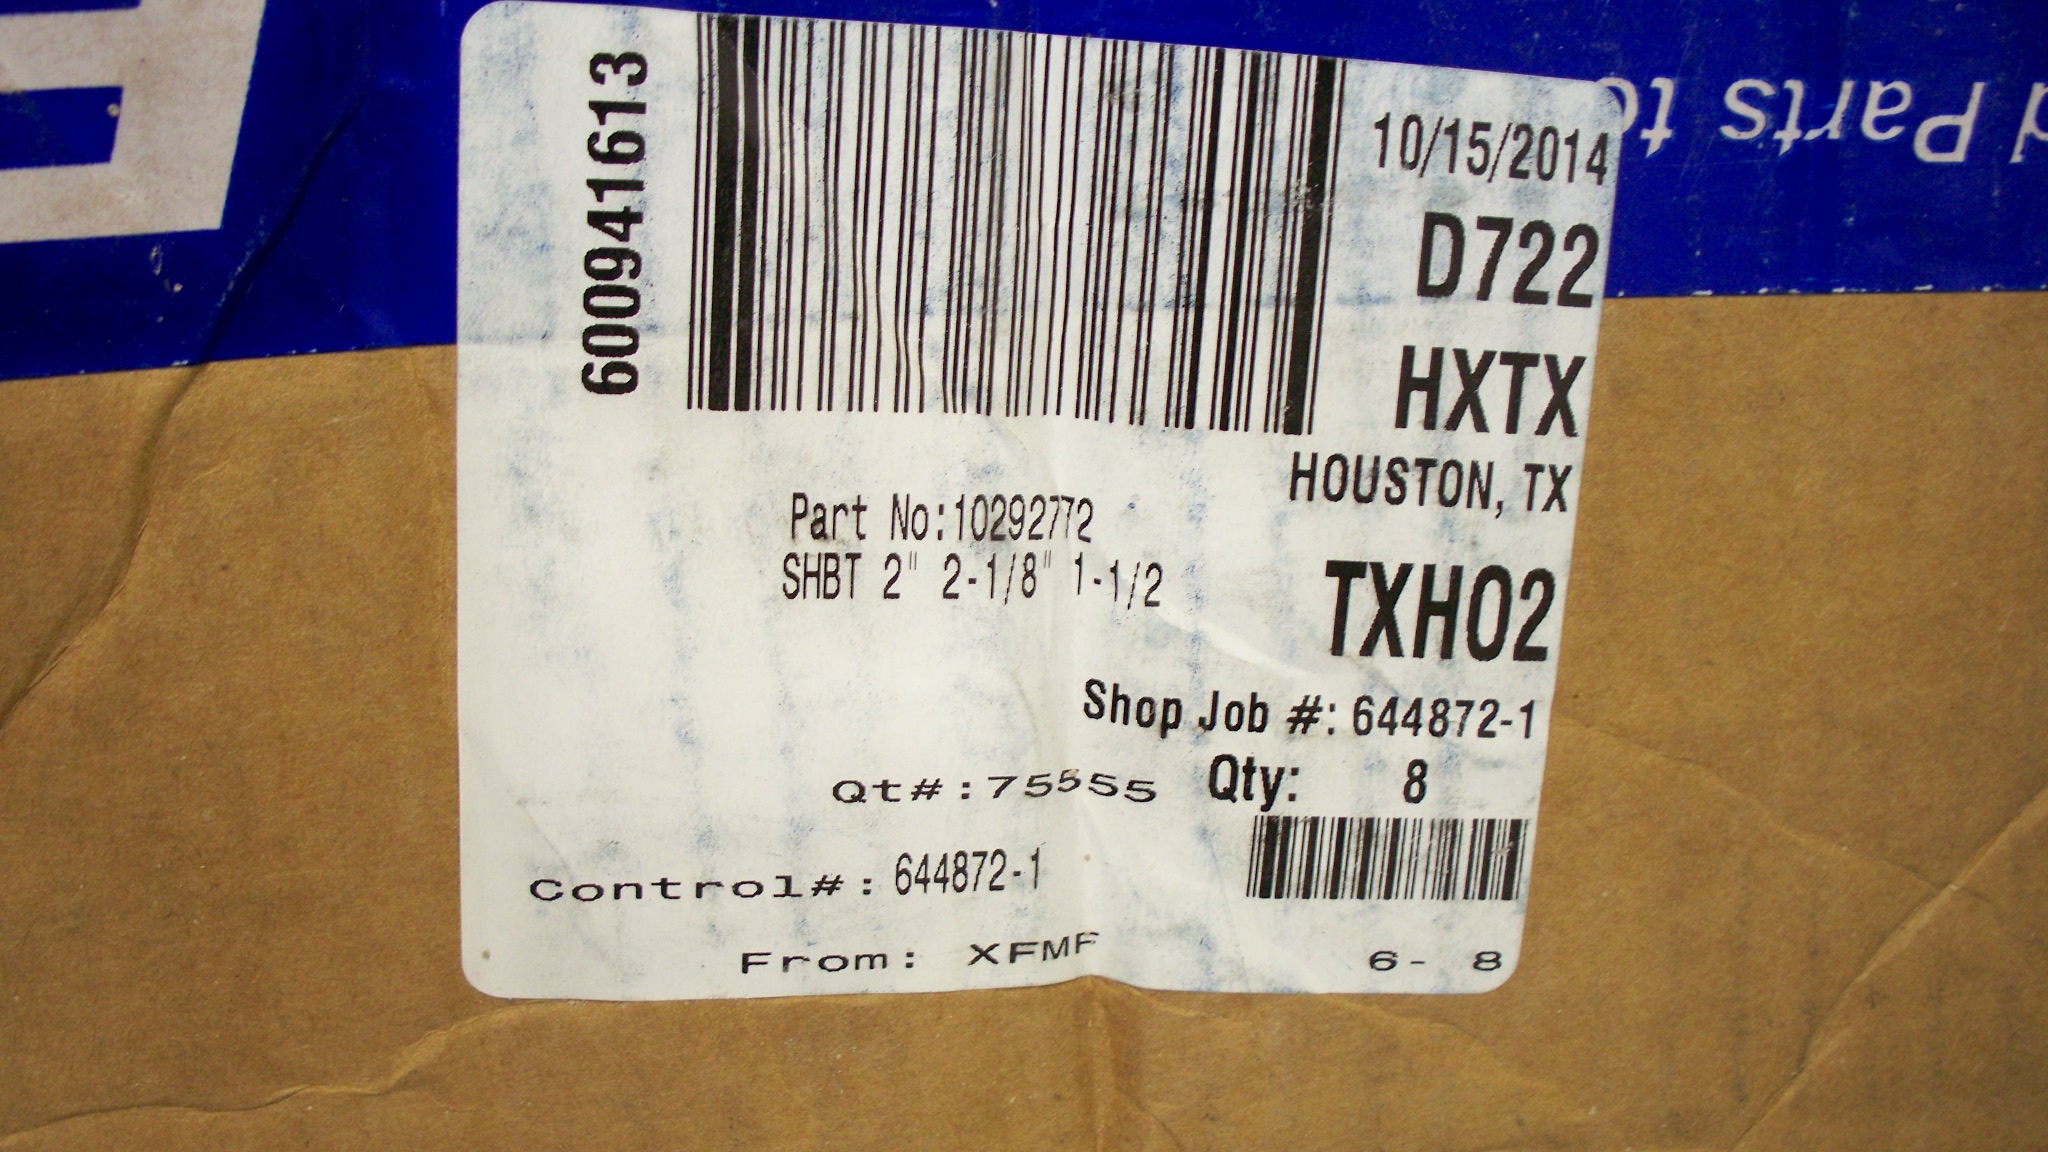 d Parts to
600941613
10/15/2014
D722
HXTX
HOUSTON, TX
Part No:10292772
SHBT 2" 2-1/8" 1-1/2
TXHO2
Shop Job #: 644872-1
Qt#:75555 Qty: 8
Control#: 644872-1
From: XFMF
6- 8